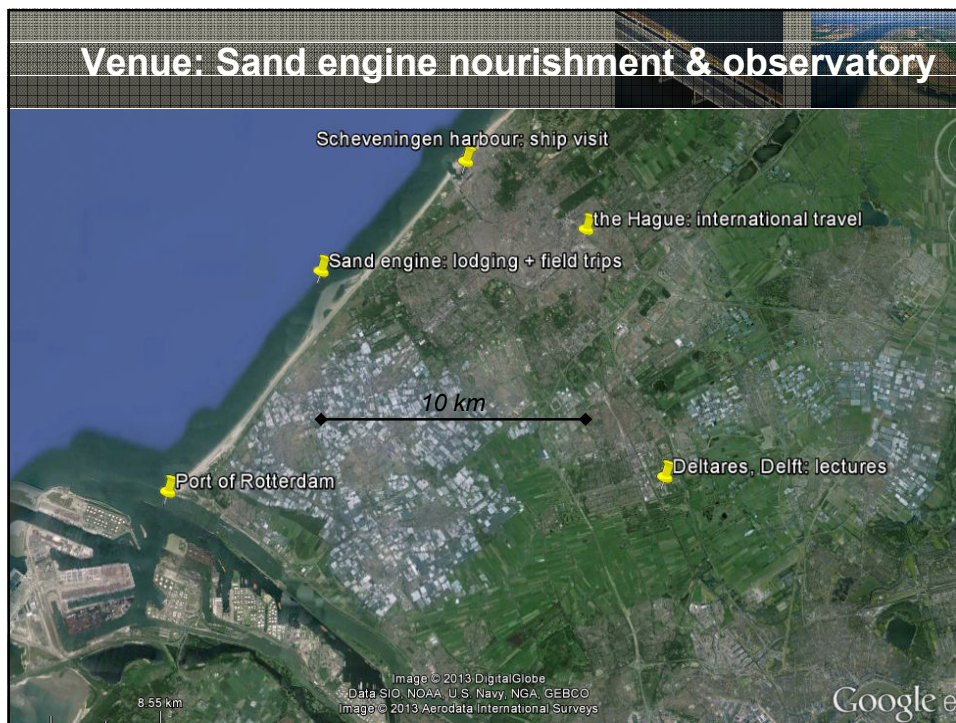 Venue: Sand engine nourishment & observatory
Scheveningen harbour: ship visit
the Hague: international travel
Sand engine: lodging + field trips
10 km
Deltares, Delft: lectures
Port of Rotterdam
Image © 2013 DigitalGlobe
Data SIO, NOAA, U.S. Navy, NGA, GEBCO
Image © 2013 Aerodata International Surveys
8.55 km
Google e